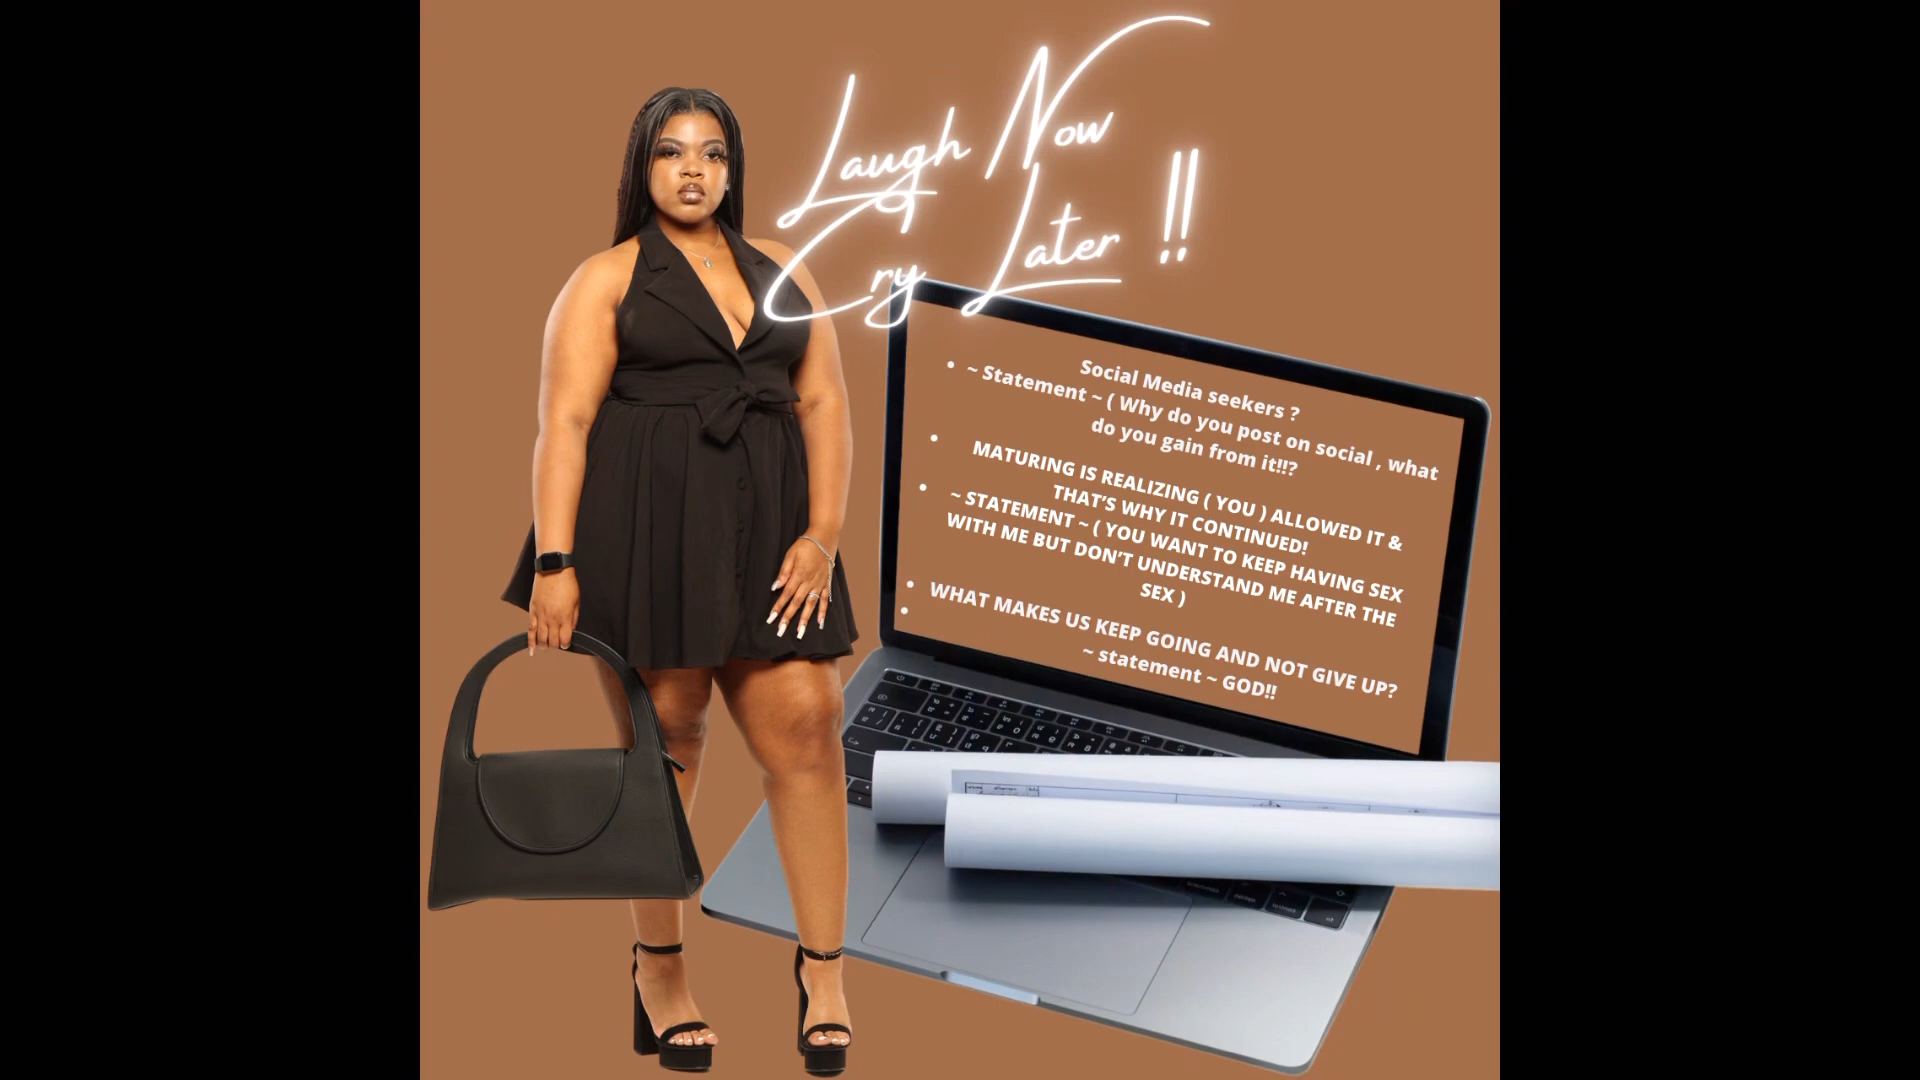 Laugh Now
&
Cry Later !!
Social Media seekers ?
• ~ Statement ~ ( Why do you post on social , what
do you gain from it!!?
•
MATURING IS REALIZING ( YOU ) ALLOWED IT &
THAT'S WHY IT CONTINUED!
• ~ STATEMENT ~ ( YOU WANT TO KEEP HAVING SEX
WITH ME BUT DON'T UNDERSTAND ME AFTER THE
SEX )
• WHAT MAKES US KEEP GOING AND NOT GIVE UP?
• ~ statement ~ GOD!!